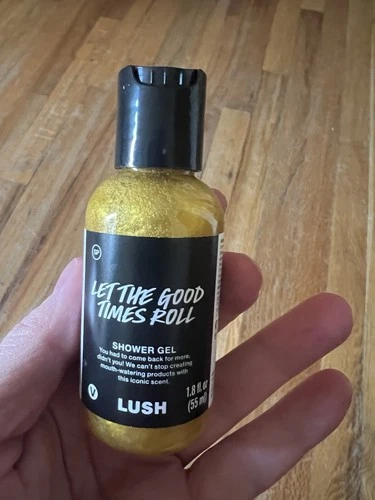 LET THE GOOD
TIMES ROLL
SHOWER GEL
You had to come back for more,
didn't you! We can't stop creating
mouth-watering products with
this iconic scent.
V
LUSH
1.8 fl. oz
(55 ml)